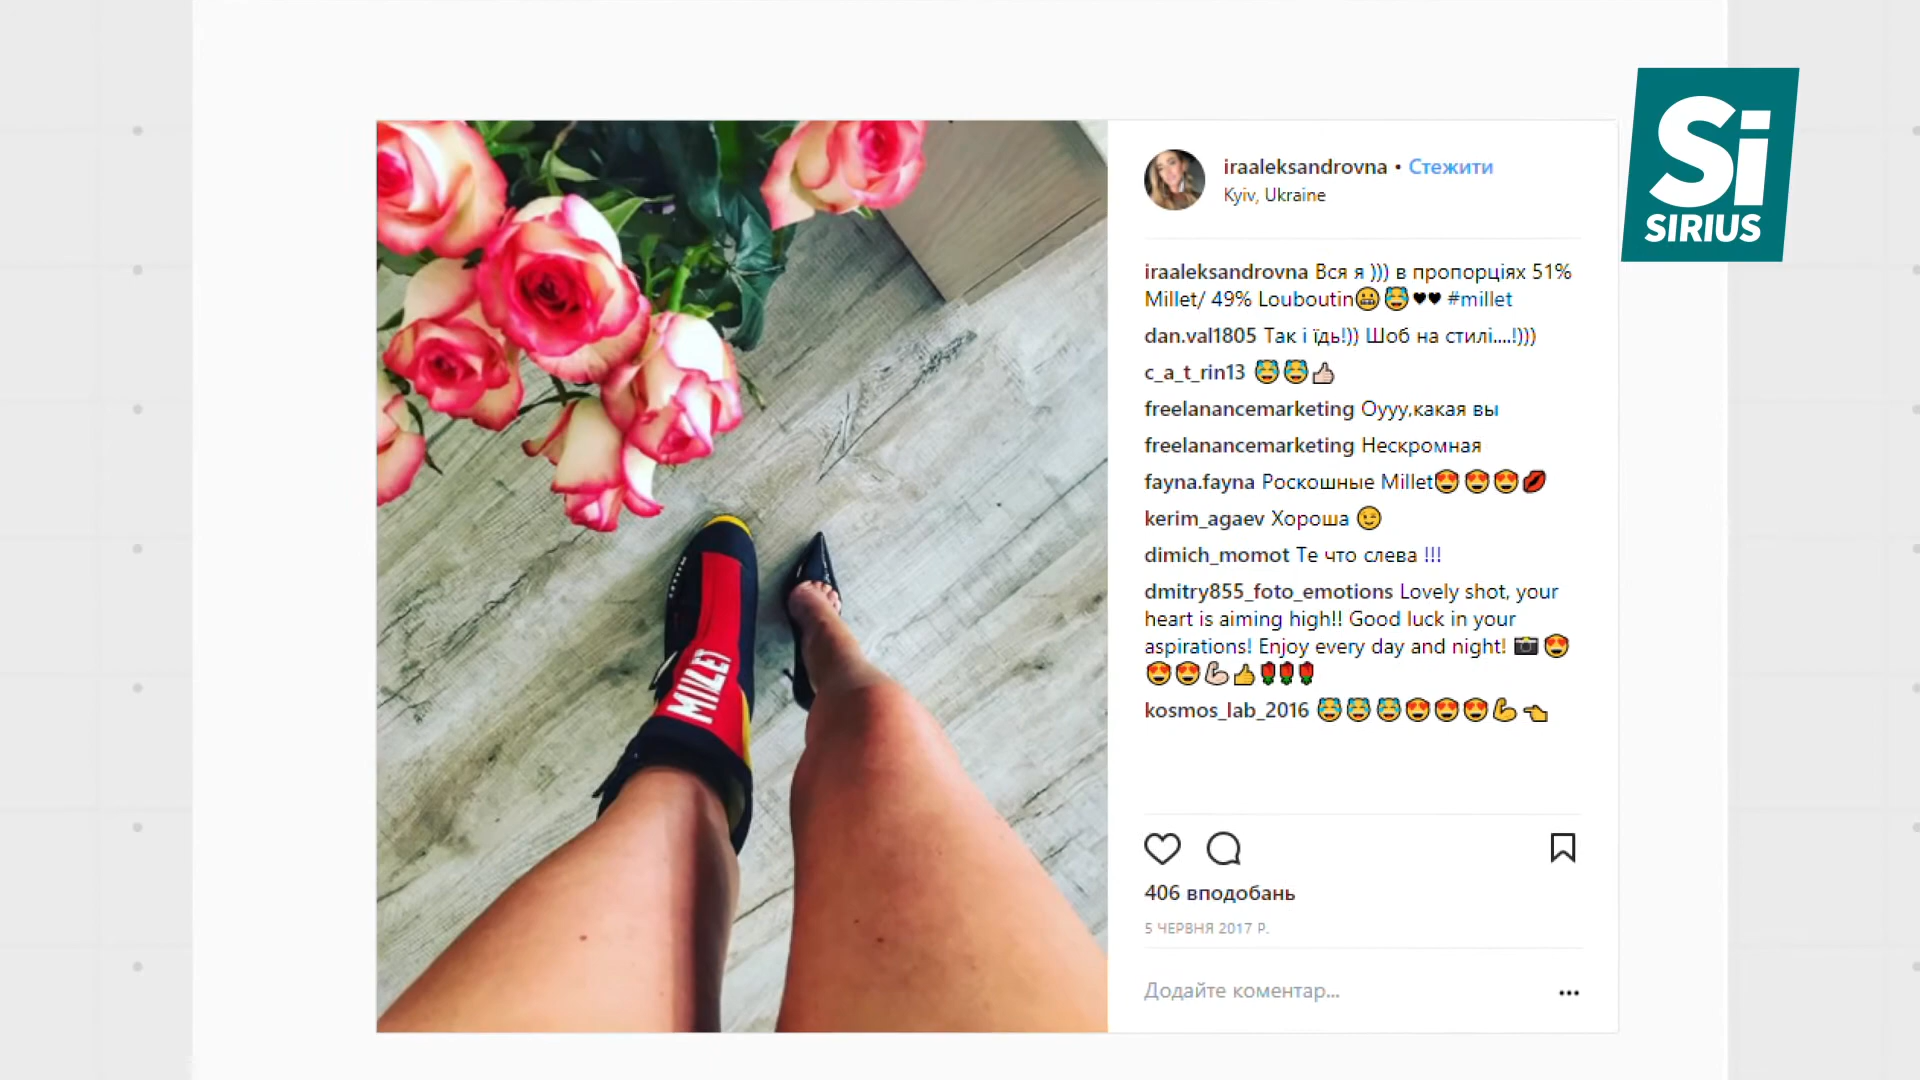 Si
SIRIUS
iraaleksandrovna • Стежити
Kyiv, Ukraine
iraaleksandrovna Вся я ))) в пропорціях 51%
Millet/ 49% Louboutin😬😹♥♥ #millet
dan.val1805 Так і їдь!)) Шоб на стилі....!)))
c_a_t_rin13 😹😹👍🏻
freelanancemarketing Оууу,какая вы
freelanancemarketing Нескромная
fayna.fayna Роскошные Millet😍😍😍💋
kerim_agaev Хороша 😉
dimich_momot Те что слева !!!
dmitry855_foto_emotions Lovely shot, your
heart is aiming high!! Good luck in your
aspirations! Enjoy every day and night! 📷😍
😍😍💪🏻👍🌹🌹🌹
kosmos_lab_2016 😹😹😹😍😍😍💪👈
MILLET
406 вподобань
5 ЧЕРВНЯ 2017 Р.
Додайте коментар...